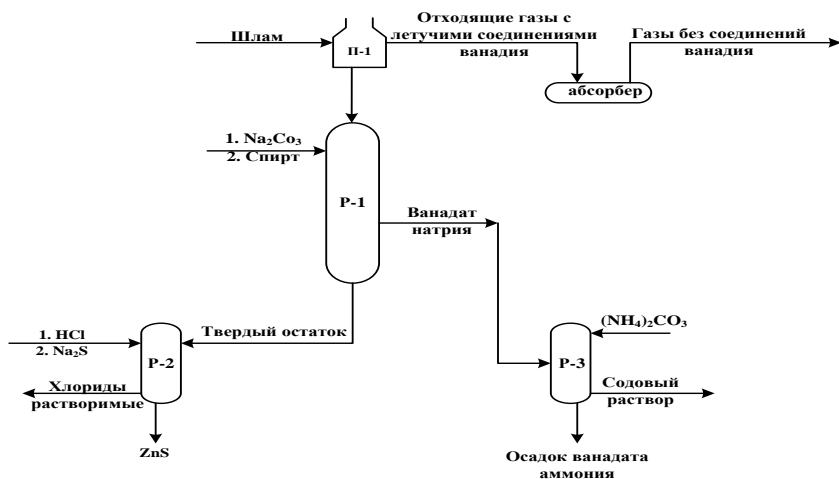 Шлам
П-1
Отходящие газы с
летучими соединениями
ванадия
Газы без соединений
ванадия
абсорбер
1. Na₂Co₃
2. Спирт
Р-1
Ванадат
натрия
1. HCl
2. Na₂S
Твердый остаток
Р-2
Хлориды
растворимые
ZnS
(NH₄)₂CO₃
Р-3
Содовый
раствор
Осадок ванадата
аммония